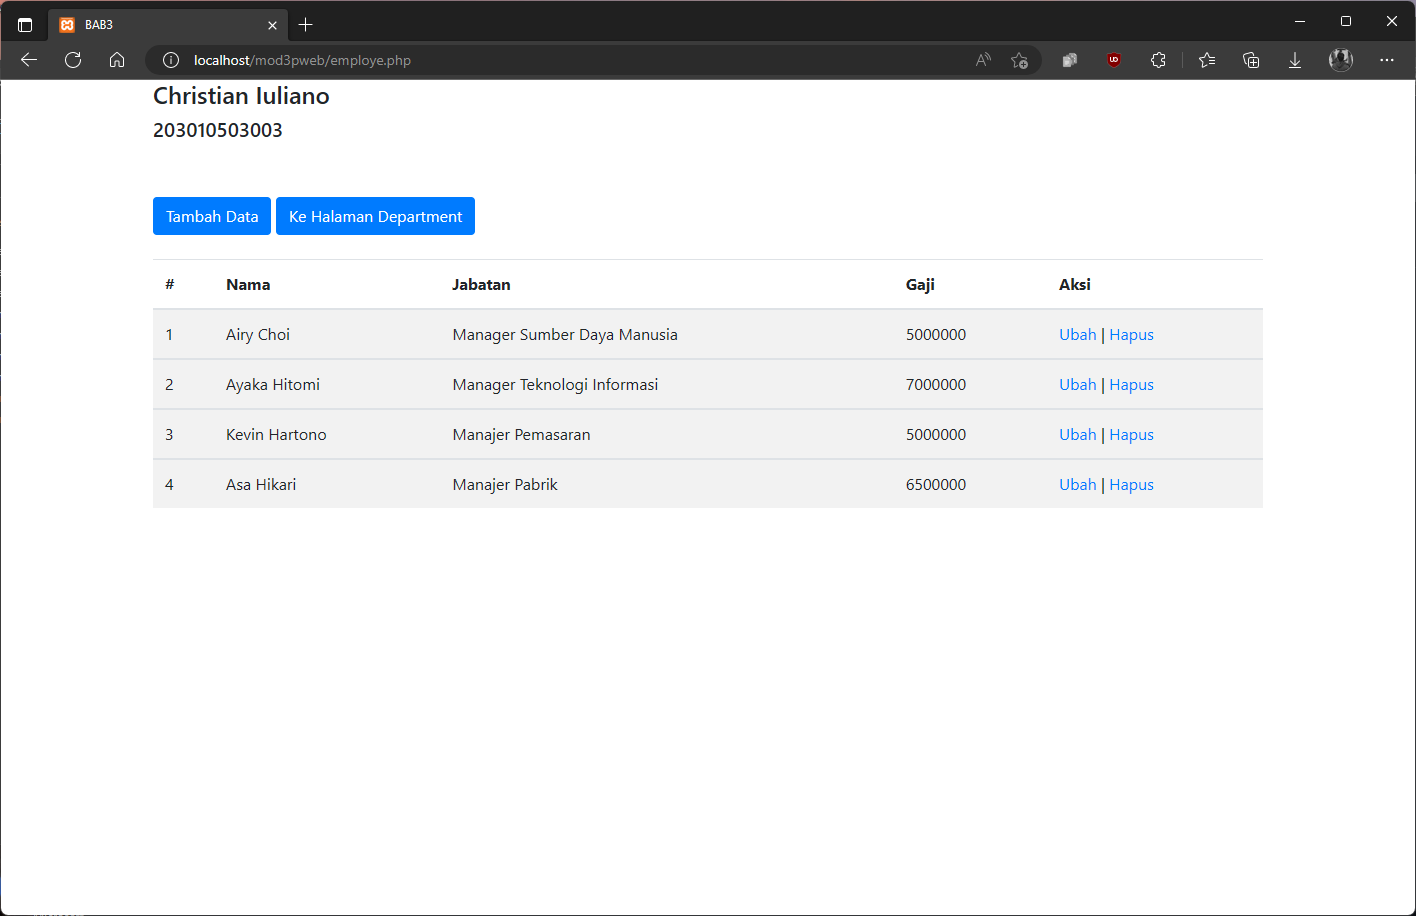 BAB3
localhost/mod3pweb/employe.php
Christian Iuliano
203010503003
Tambah Data Ke Halaman Department
# Nama Jabatan Gaji Aksi
1 Airy Choi Manager Sumber Daya Manusia 5000000 Ubah | Hapus
2 Ayaka Hitomi Manager Teknologi Informasi 7000000 Ubah | Hapus
3 Kevin Hartono Manajer Pemasaran 5000000 Ubah | Hapus
4 Asa Hikari Manajer Pabrik 6500000 Ubah | Hapus